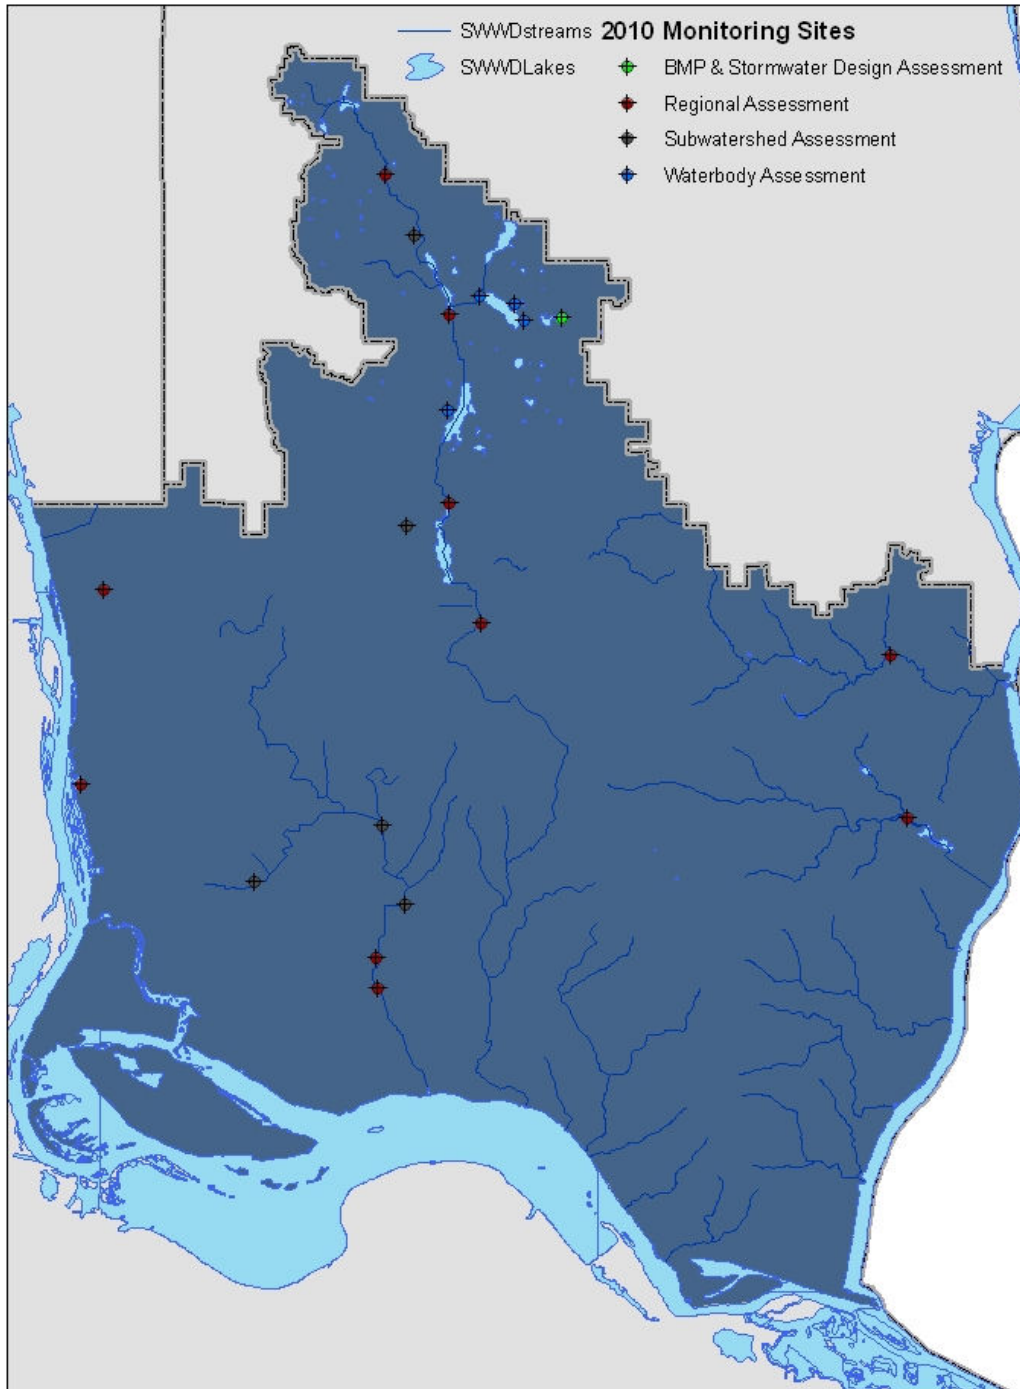 SWWDstreams 2010 Monitoring Sites
SWWDLakes
BMP & Stormwater Design Assessment
Regional Assessment
Subwatershed Assessment
Waterbody Assessment